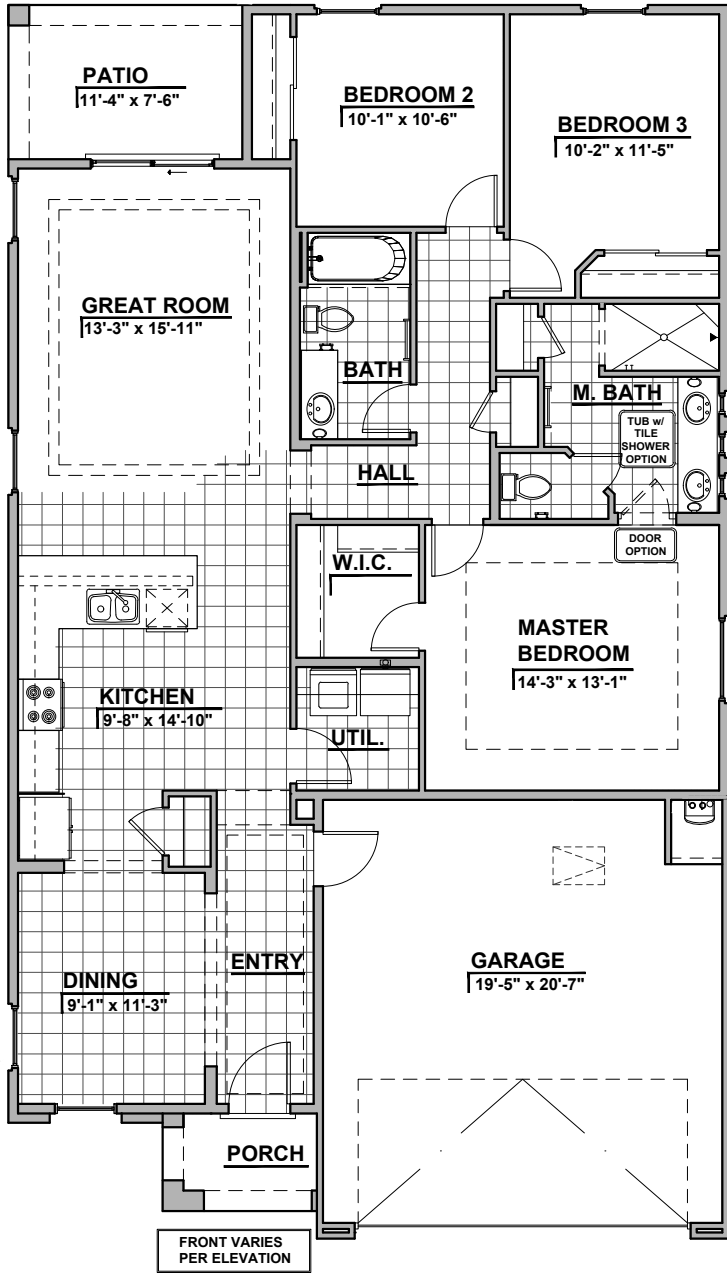 PATIO
11'-4" x 7'-6"
BEDROOM 2
10'-1" x 10'-6"
BEDROOM 3
10'-2" x 11'-5"
GREAT ROOM
13'-3" x 15'-11"
BATH
M. BATH
TUB w/
TILE
SHOWER
OPTION
HALL
DOOR
OPTION
W.I.C.
MASTER
BEDROOM
14'-3" x 13'-1"
KITCHEN
9'-8" x 14'-10"
UTIL.
ENTRY
GARAGE
19'-5" x 20'-7"
DINING
9'-1" x 11'-3"
PORCH
FRONT VARIES
PER ELEVATION